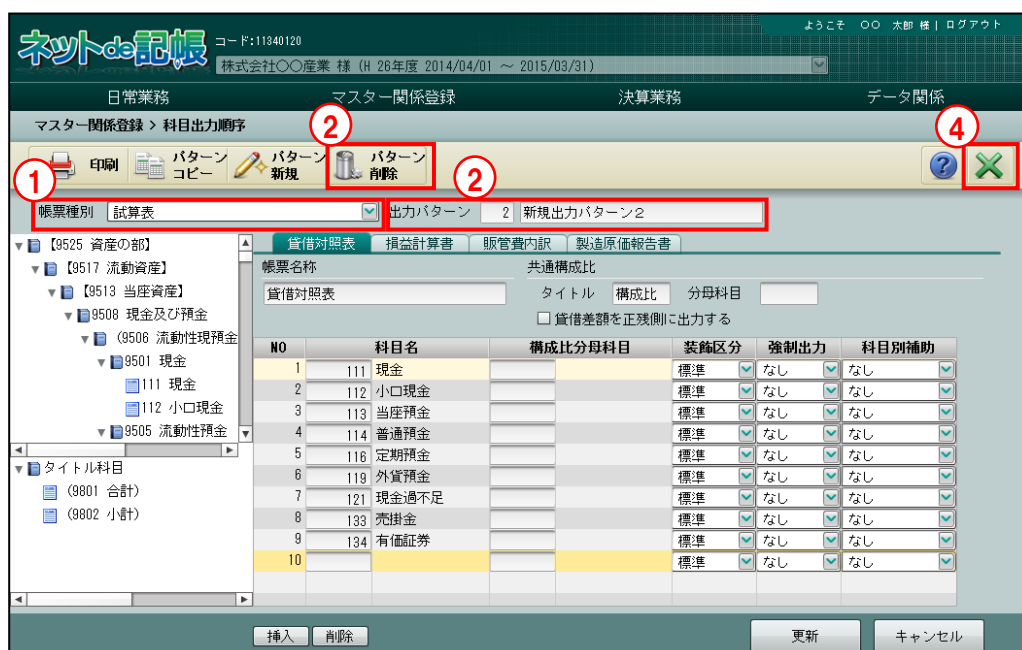 ようこそ 〇〇 太郎 様 | ログアウト
ネットde記帳 コード:11340120
株式会社〇〇産業 様 (H 26年度 2014/04/01 ～ 2015/03/31)
日常業務 マスター関係登録 決算業務 データ関係
マスター関係登録 > 科目出力順序
② ④
印刷 パターンコピー パターン新規 パターン削除
① ②
帳票種別 試算表 出力パターン 2 新規出力パターン２
【9525 資産の部】
【9517 流動資産】
【9513 当座資産】
9508 現金及び預金
(9506 流動性現預金
9501 現金
111 現金
112 小口現金
9505 流動性預金
タイトル科目
(9801 合計)
(9802 小計)
貸借対照表 損益計算書 販管費内訳 製造原価報告書
帳票名称 共通構成比
貸借対照表 タイトル 構成比 分母科目
貸借差額を正残側に出力する
NO 科目名 構成比分母科目 装飾区分 強制出力 科目別補助
1 111 現金 標準 なし なし
2 112 小口現金 標準 なし なし
3 113 当座預金 標準 なし なし
4 114 普通預金 標準 なし なし
5 116 定期預金 標準 なし なし
6 119 外貨預金 標準 なし なし
7 121 現金過不足 標準 なし なし
8 133 売掛金 標準 なし なし
9 134 有価証券 標準 なし なし
10 標準 なし なし
挿入 削除 更新 キャンセル